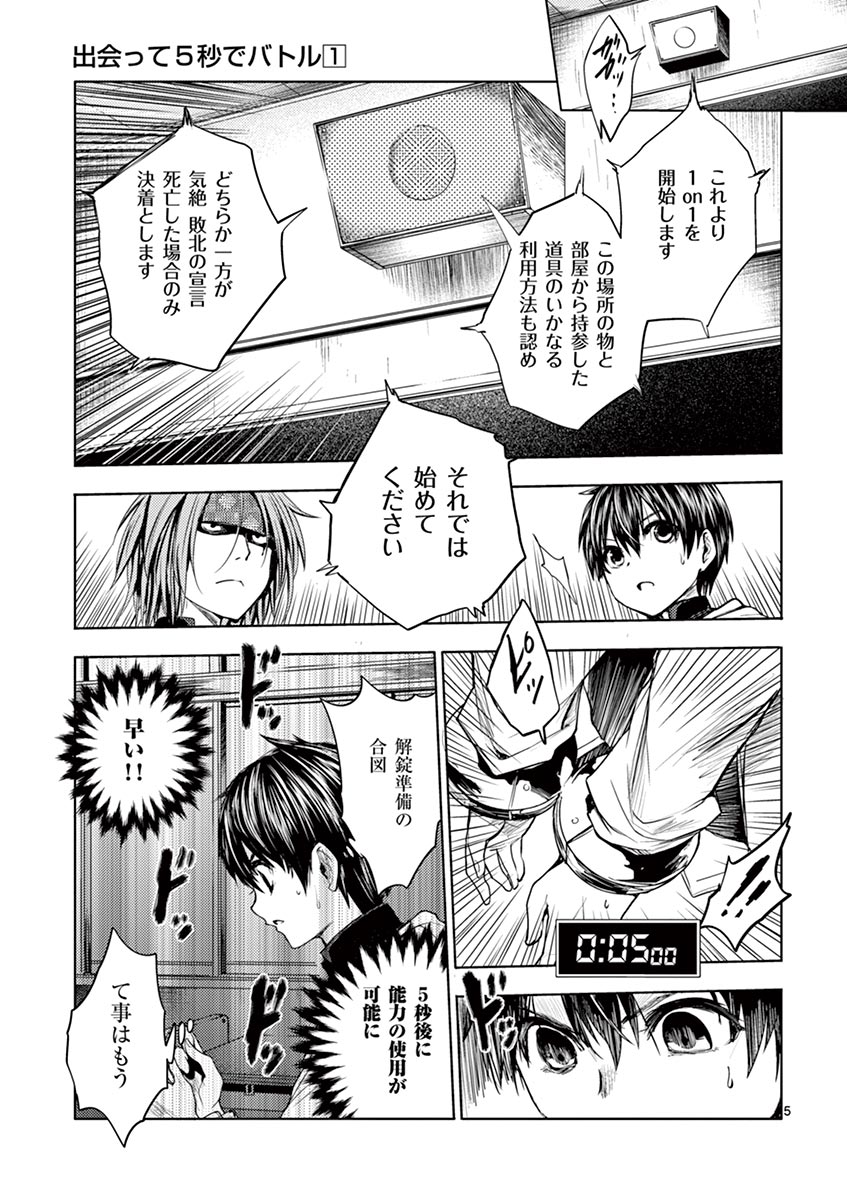 出会って5秒でバトル1
ガガッ…
これより
1on1を
開始します
この場所の物と
部屋から持参した
道具のいかなる
利用方法も認め
どちらか一方が
気絶 敗北の宣言
死亡した場合のみ
決着とします
それでは
始めて
ください
ピピッ
0:0500
解錠準備の
合図
5秒後に
能力の使用が
可能に
早い!!
て事はもう
ドドッ
ドドッ
ドドッ
ドドッ
5